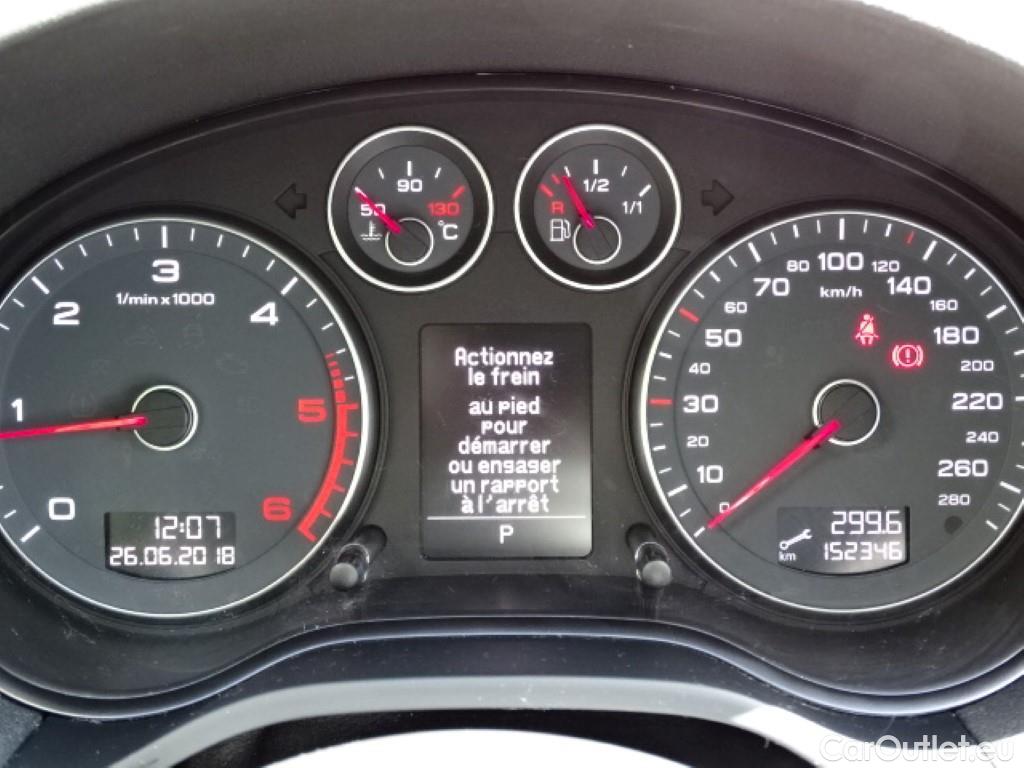 50
90
130
°C
R
1/2
1/1
0
1
2
3
4
5
6
1/min x 1000
12:07
26.06.2018
Actionnez
le frein
au pied
pour
démarrer
ou engager
un rapport
à l'arrêt
P
0
10
20
30
40
50
60
70
80
100
120
140
160
180
200
220
240
260
280
km/h
299.6
km 152346
CarOutlet.eu